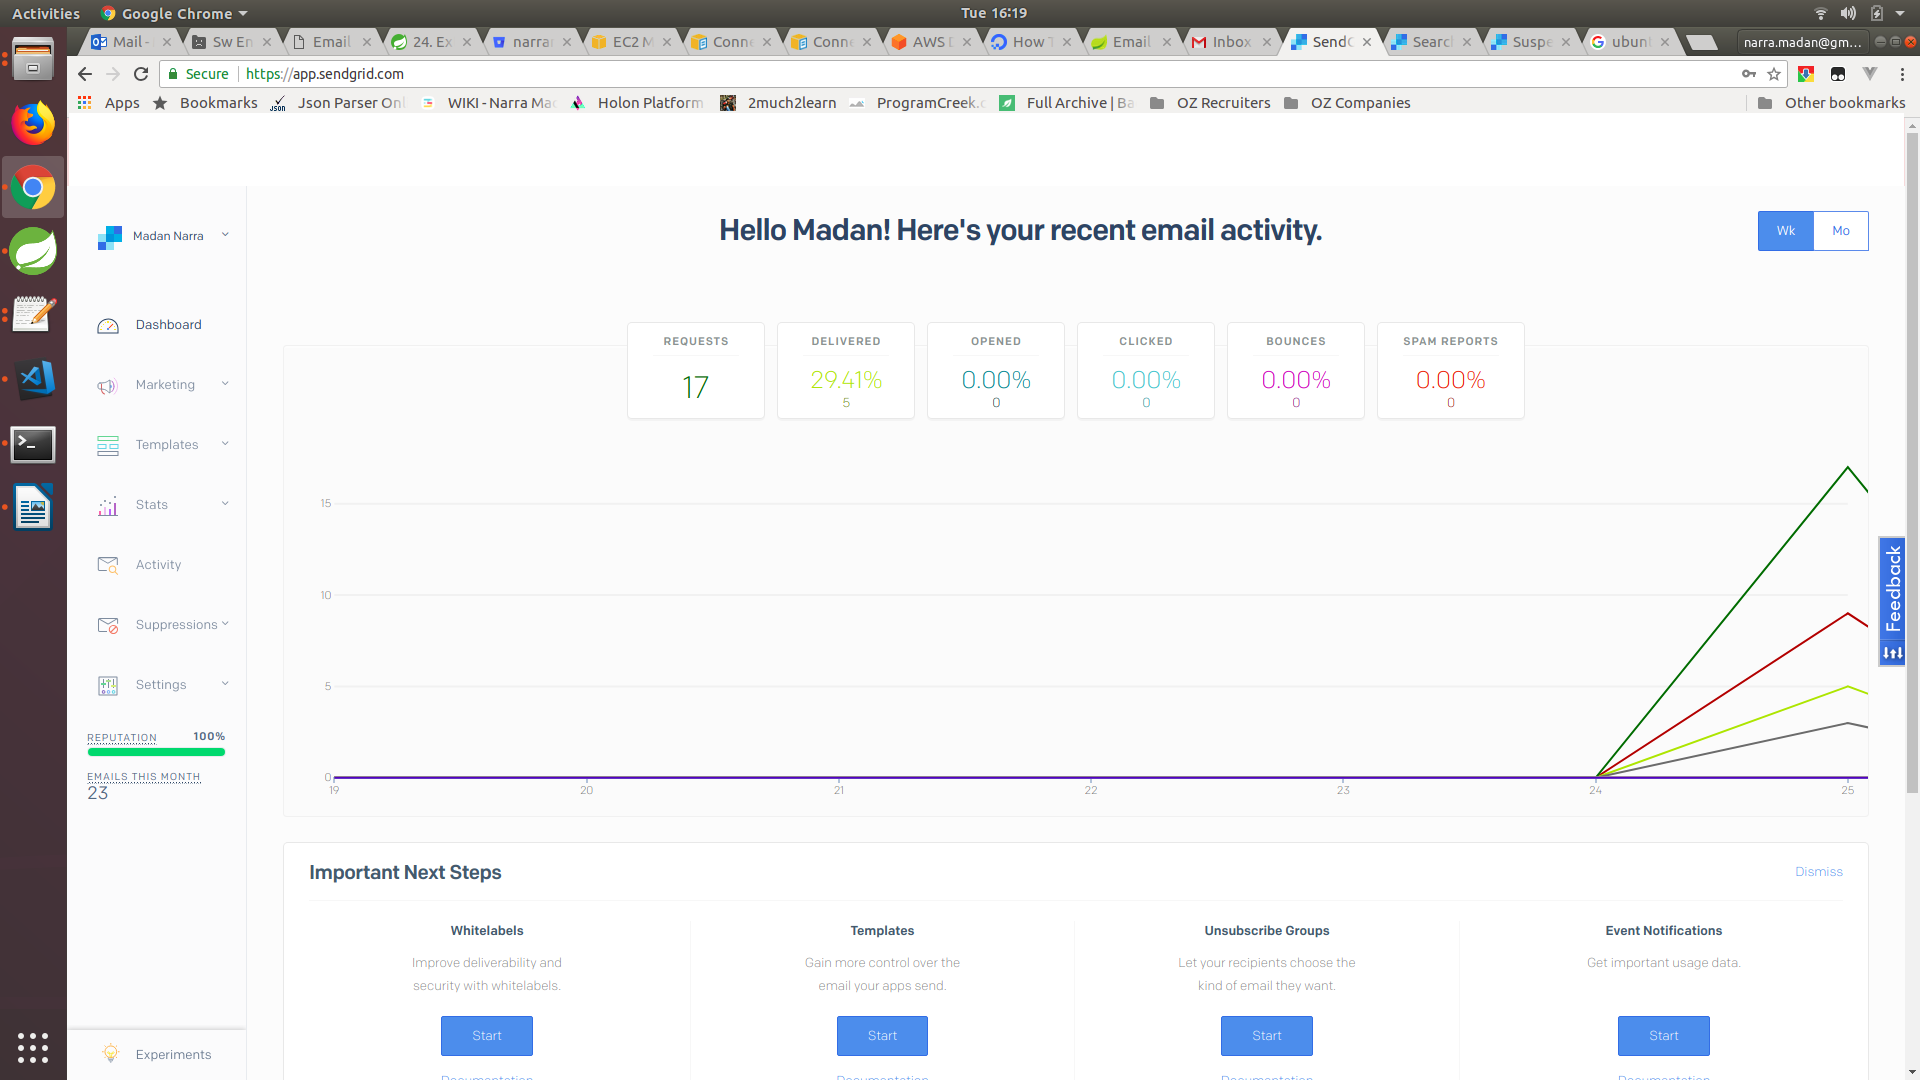 Activities Google Chrome Tue 16:19
Mail - Sw En Email 24. Ex narra EC2 M Conne Conne AWS D How T Email Inbox SendG Searc Suspe ubunt narra.madan@gm...
Secure https://app.sendgrid.com
Apps Bookmarks Json Parser Onl WIKI - Narra Mad Holon Platform 2much2learn ProgramCreek.c Full Archive | Ba OZ Recruiters OZ Companies Other bookmarks
Madan Narra
Hello Madan! Here's your recent email activity.
Wk Mo
Dashboard
Marketing
Templates
Stats
Activity
Suppressions
Settings
REPUTATION 100%
EMAILS THIS MONTH
23
Experiments
REQUESTS DELIVERED OPENED CLICKED BOUNCES SPAM REPORTS
17 29.41% 0.00% 0.00% 0.00% 0.00%
5 0 0 0 0
15
10
5
0
19 20 21 22 23 24 25
Feedback
Important Next Steps Dismiss
Whitelabels Templates Unsubscribe Groups Event Notifications
Improve deliverability and Gain more control over the Let your recipients choose the Get important usage data.
security with whitelabels. email your apps send. kind of email they want.
Start Start Start Start
Documentation Documentation Documentation Documentation